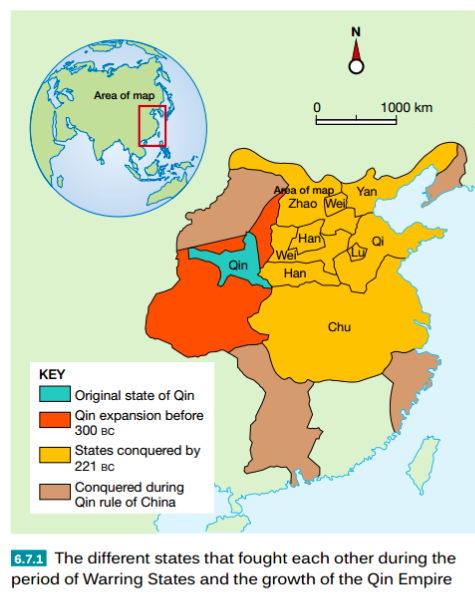 N
Area of map
0 1000 km
Area of map
Zhao
Wei
Yan
Han
Qi
Wei
Lu
Qin
Han
Chu
KEY
Original state of Qin
Qin expansion before
300 BC
States conquered by
221 BC
Conquered during
Qin rule of China
6.7.1 The different states that fought each other during the
period of Warring States and the growth of the Qin Empire